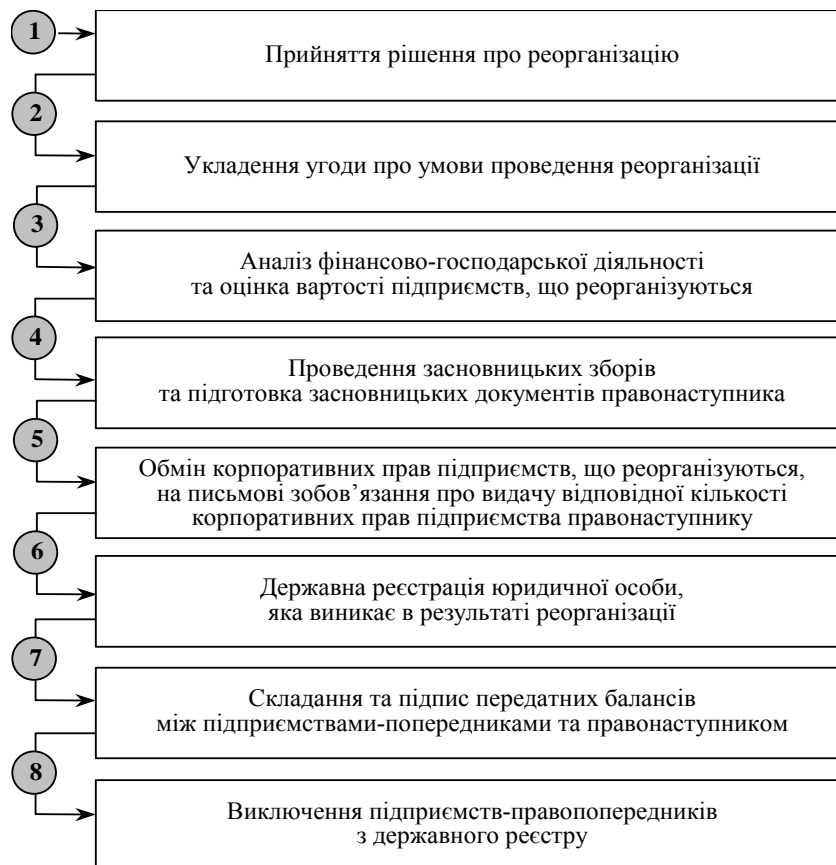 1
Прийняття рішення про реорганізацію
2
Укладення угоди про умови проведення реорганізації
3
Аналіз фінансово-господарської діяльності
та оцінка вартості підприємств, що реорганізуються
4
Проведення засновницьких зборів
та підготовка засновницьких документів правонаступника
5
Обмін корпоративних прав підприємств, що реорганізуються,
на письмові зобов’язання про видачу відповідної кількості
корпоративних прав підприємства правонаступнику
6
Державна реєстрація юридичної особи,
яка виникає в результаті реорганізації
7
Складання та підпис передатних балансів
між підприємствами-попередниками та правонаступником
8
Виключення підприємств-правопопередників
з державного реєстру